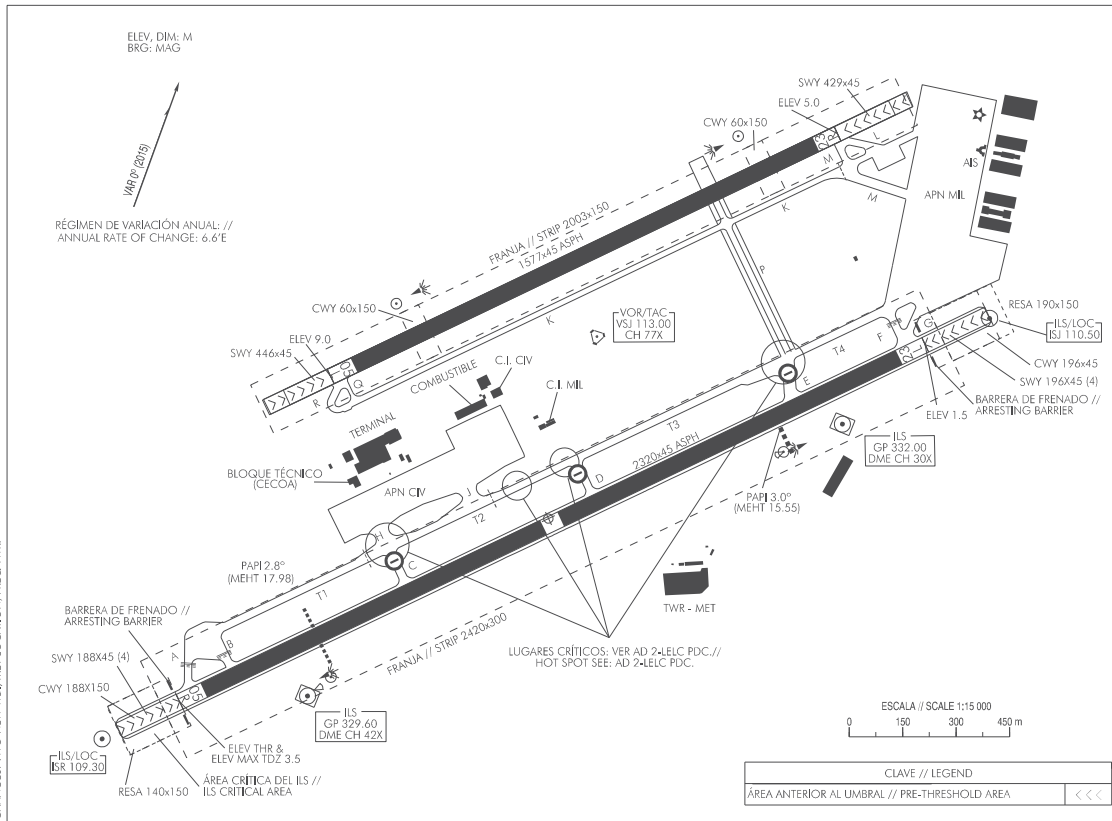 ELEV, DIM: M
BRG: MAG
VAR 0º (2015)
RÉGIMEN DE VARIACIÓN ANUAL: //
ANNUAL RATE OF CHANGE: 6.6'E
SWY 429x45
ELEV 5.0
CWY 60x150
23
R
L
M
AIS
APN MIL
M
K
FRANJA // STRIP 2003x150
1577x45 ASPH
P
CWY 60x150
K
VOR/TAC
VSJ 113.00
CH 77X
RESA 190x150
ILS/LOC
ISJ 110.50
ELEV 9.0
SWY 446x45
05
L
Q
R
COMBUSTIBLE
C.I. CIV
C.I. MIL
T4
F
G
23
L
E
CWY 196x45
SWY 196X45 (4)
BARRERA DE FRENADO //
ARRESTING BARRIER
ELEV 1.5
TERMINAL
T3
2320x45 ASPH
ILS
GP 332.00
DME CH 30X
BLOQUE TÉCNICO
(CECOA)
APN CIV
J
D
PAPI 3.0º
(MEHT 15.55)
T2
H
C
PAPI 2.8º
(MEHT 17.98)
T1
TWR - MET
BARRERA DE FRENADO //
ARRESTING BARRIER
B
A
FRANJA // STRIP 2420x300
LUGARES CRÍTICOS: VER AD 2-LELC PDC.//
HOT SPOT SEE: AD 2-LELC PDC.
SWY 188X45 (4)
CWY 188X150
05
R
ILS
GP 329.60
DME CH 42X
ELEV THR &
ELEV MAX TDZ 3.5
ILS/LOC
ISR 109.30
RESA 140x150
ÁREA CRÍTICA DEL ILS //
ILS CRITICAL AREA
ESCALA // SCALE 1:15 000
0 150 300 450 m
CLAVE // LEGEND
ÁREA ANTERIOR AL UMBRAL // PRE-THRESHOLD AREA